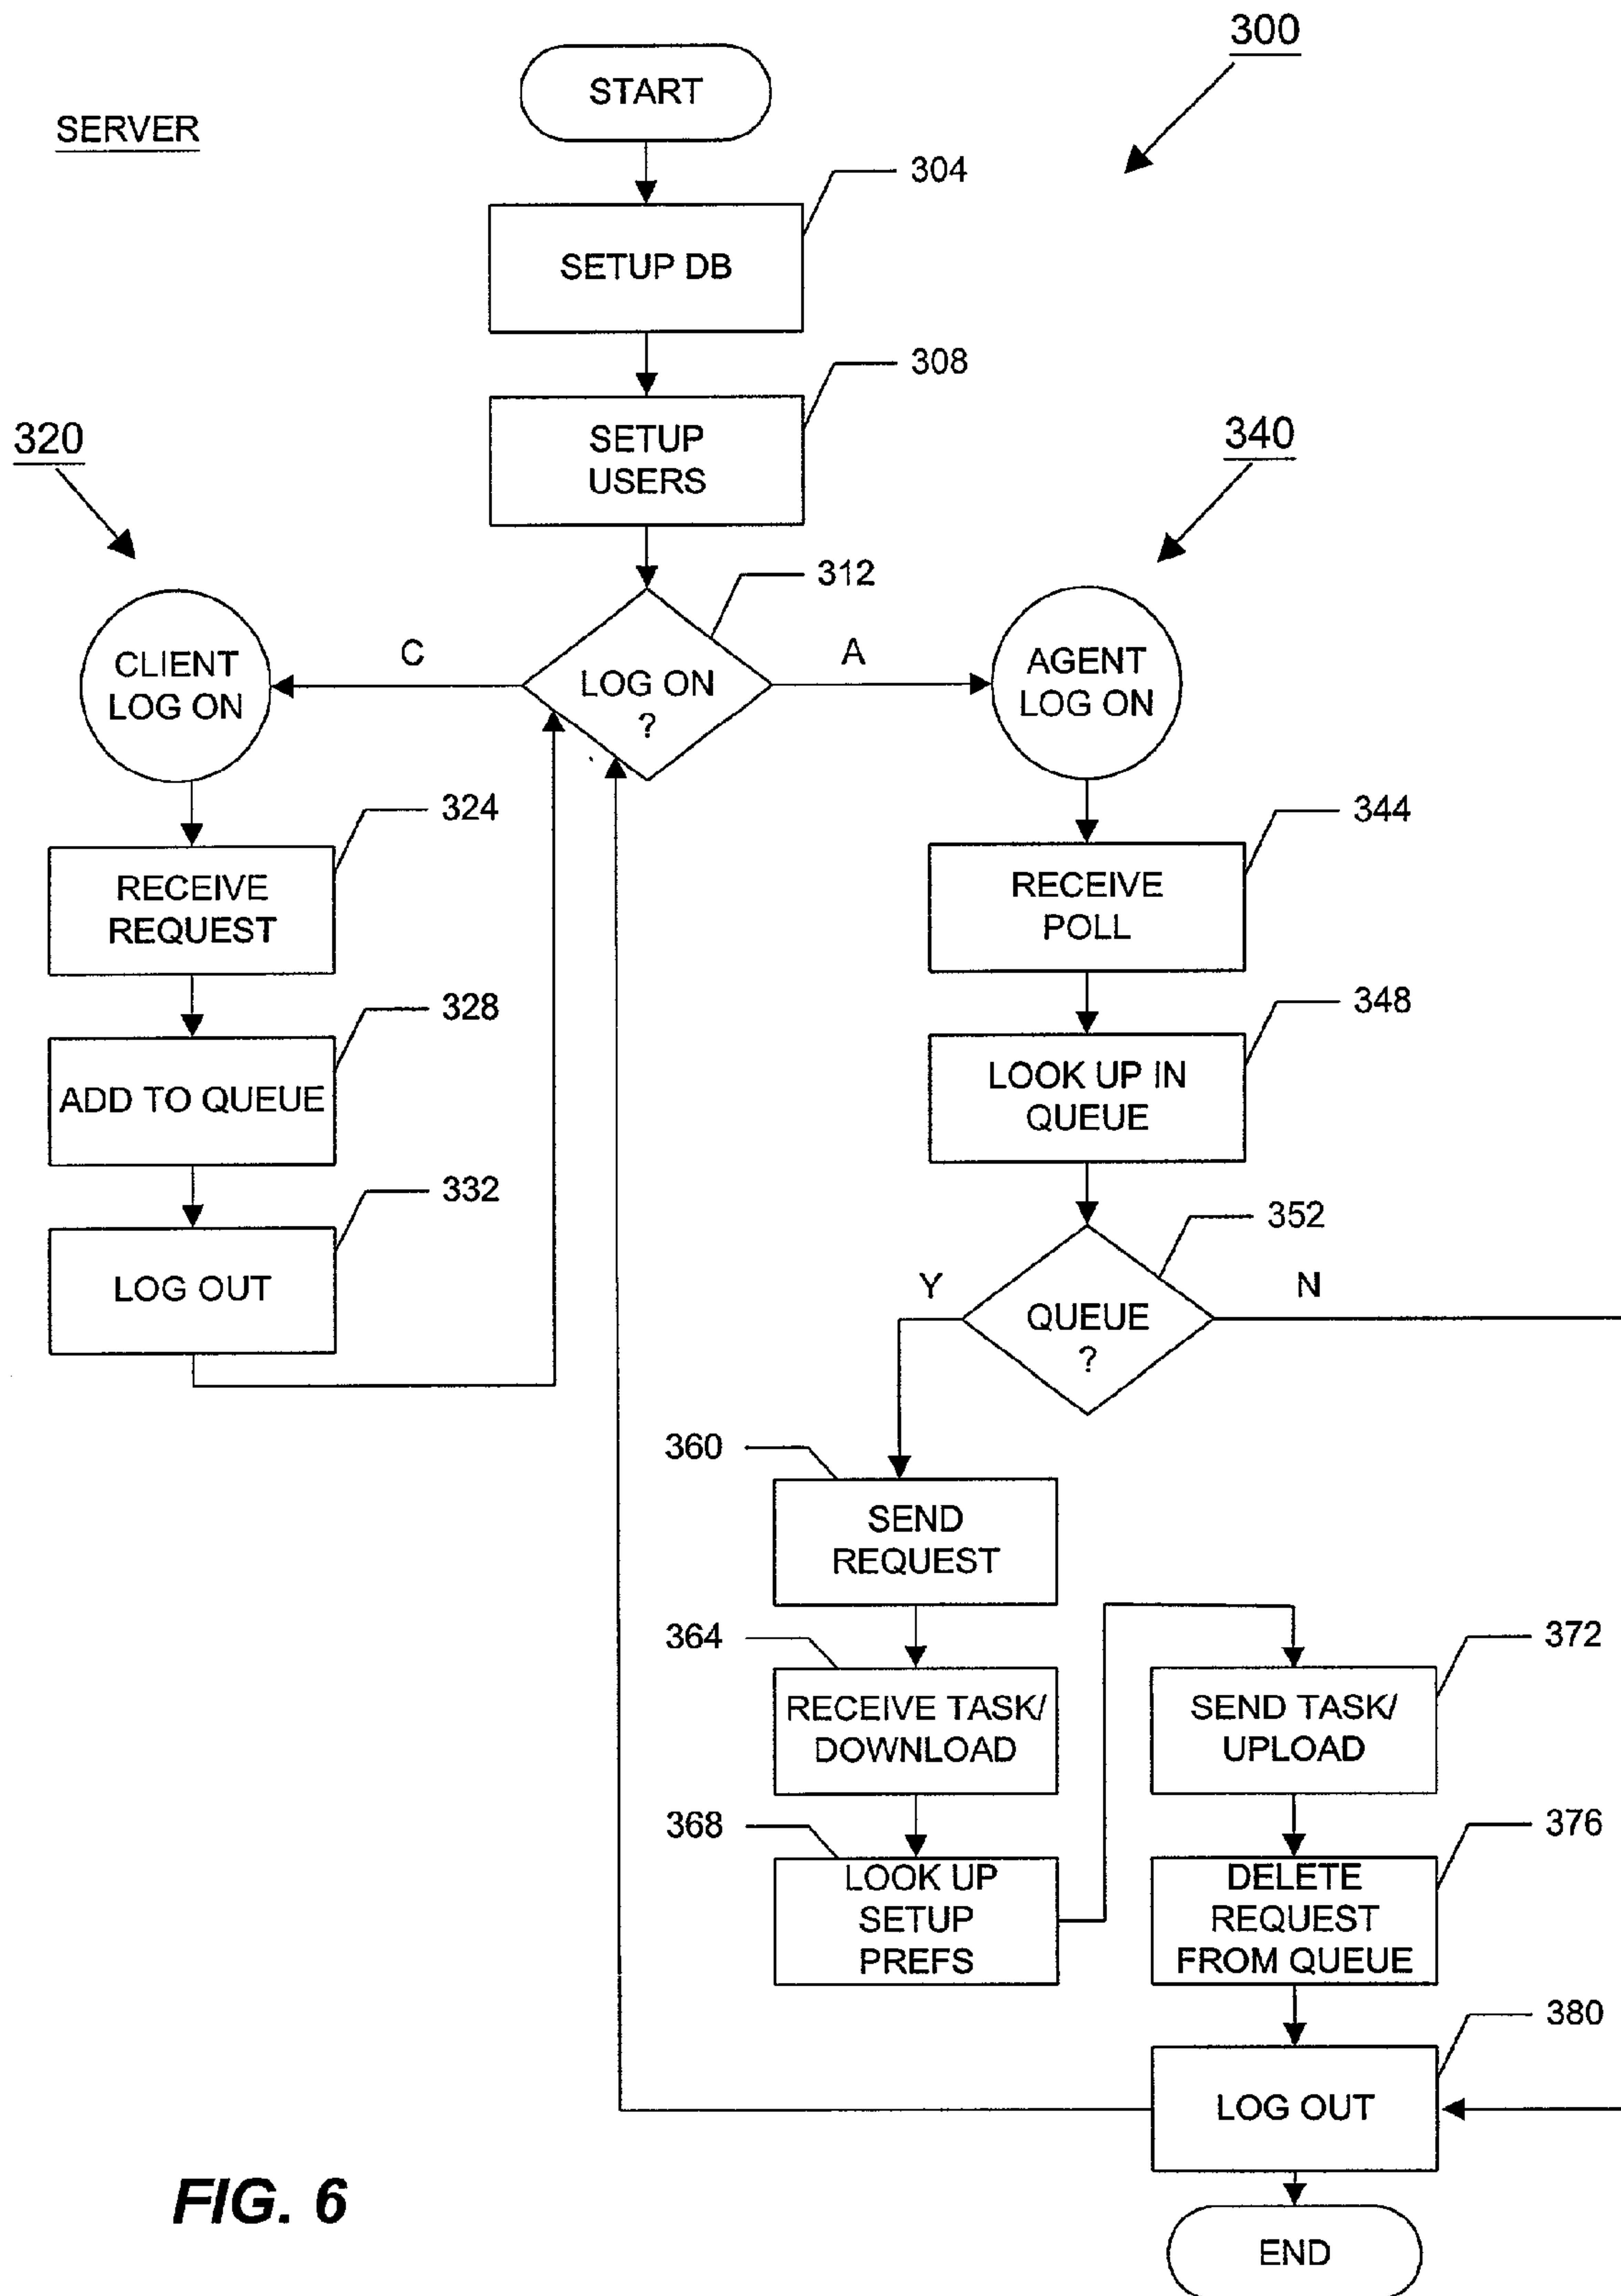 300
START
SERVER
304
SETUP DB
308
SETUP
USERS
320
340
312
C
A
CLIENT
LOG ON
LOG ON
?
AGENT
LOG ON
324
RECEIVE
REQUEST
344
RECEIVE
POLL
328
ADD TO QUEUE
348
LOOK UP IN
QUEUE
332
LOG OUT
352
Y
N
QUEUE
?
360
SEND
REQUEST
364
RECEIVE TASK/
DOWNLOAD
372
SEND TASK/
UPLOAD
368
LOOK UP
SETUP
PREFS
376
DELETE
REQUEST
FROM QUEUE
380
LOG OUT
FIG. 6
END